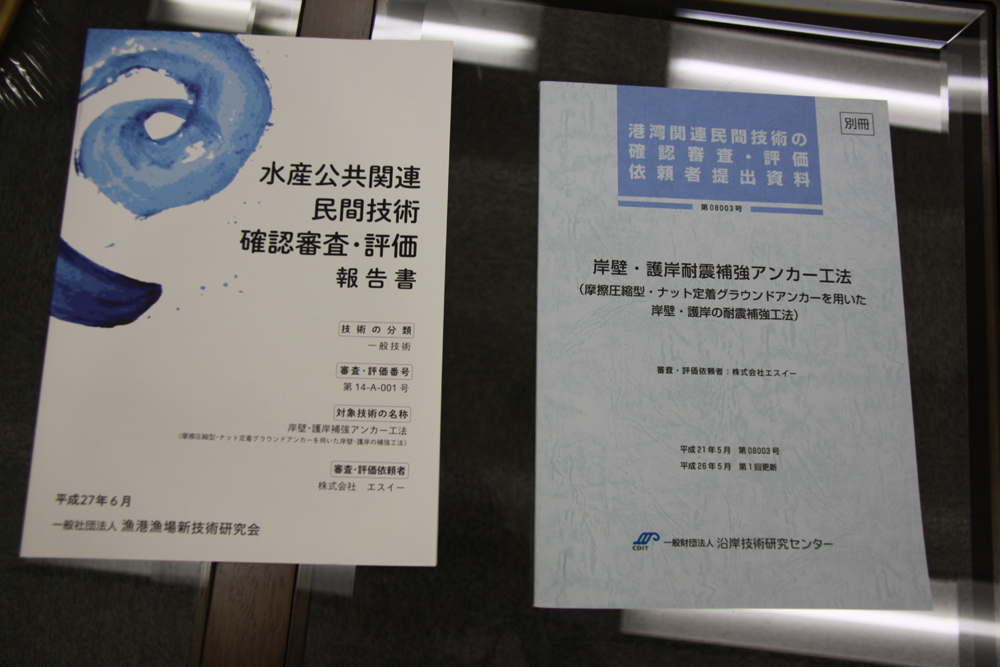 水産公共関連
民間技術
確認審査・評価
報告書
技術の分類
一般技術
審査・評価番号
第14-A-001号
対象技術の名称
岸壁・護岸補強アンカー工法
(摩擦圧縮型・ナット定着グラウンドアンカーを用いた岸壁・護岸の補強工法)
審査・評価依頼者
株式会社 エスイー
平成27年6月
一般社団法人 漁港漁場新技術研究会
別冊
港湾関連民間技術の
確認審査・評価
依頼者提出資料
第08003号
岸壁・護岸耐震補強アンカー工法
(摩擦圧縮型・ナット定着グラウンドアンカーを用いた
岸壁・護岸の耐震補強工法)
審査・評価依頼者：株式会社エスイー
平成21年5月 第08003号
平成26年5月 第1回更新
CDIT 一般財団法人 沿岸技術研究センター